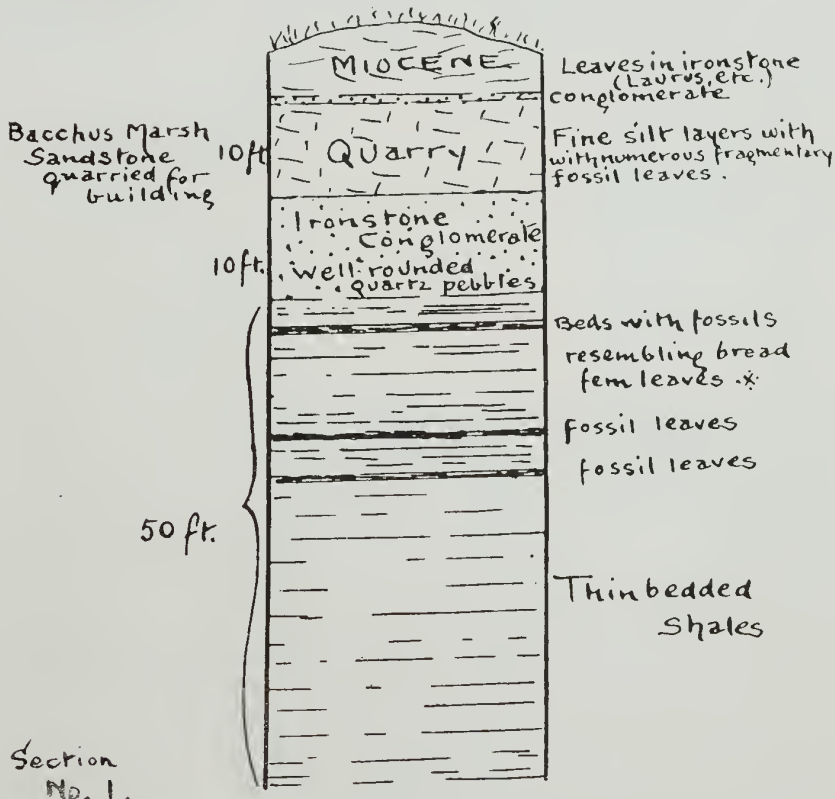 MIOCENE
Leaves in ironstone
(Laurus, etc.)
conglomerate
Bacchus Marsh
Sandstone
quarried for
building
10ft
Quarry
Fine silt layers with
with numerous fragmentary
fossil leaves.
10ft.
Ironstone
Conglomerate
Well-rounded
quartz pebbles
Beds with fossils
resembling bread
fern leaves.x
fossil leaves
fossil leaves
50 ft.
Thin bedded
Shales
Section
No. 1.